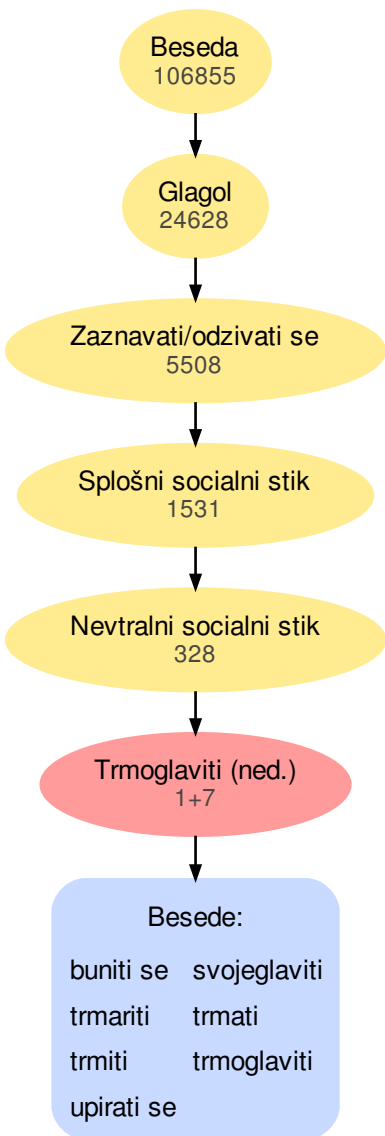 Beseda
106855
Glagol
24628
Zaznavati/odzivati se
5508
Splošni socialni stik
1531
Nevtralni socialni stik
328
Trmoglaviti (ned.)
1+7
Besede:
buniti se svojeglaviti
trmariti trmati
trmiti trmoglaviti
upirati se